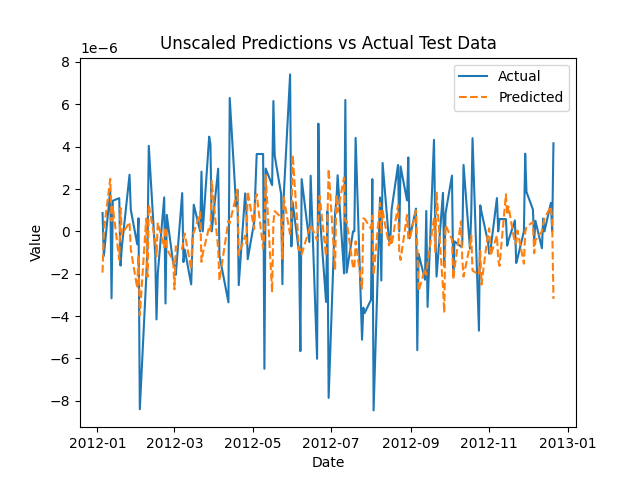 Unscaled Predictions vs Actual Test Data
1e−6
8
6
4
2
0
−2
−4
−6
−8
Value
Actual
Predicted
2012-01
2012-03
2012-05
2012-07
2012-09
2012-11
2013-01
Date